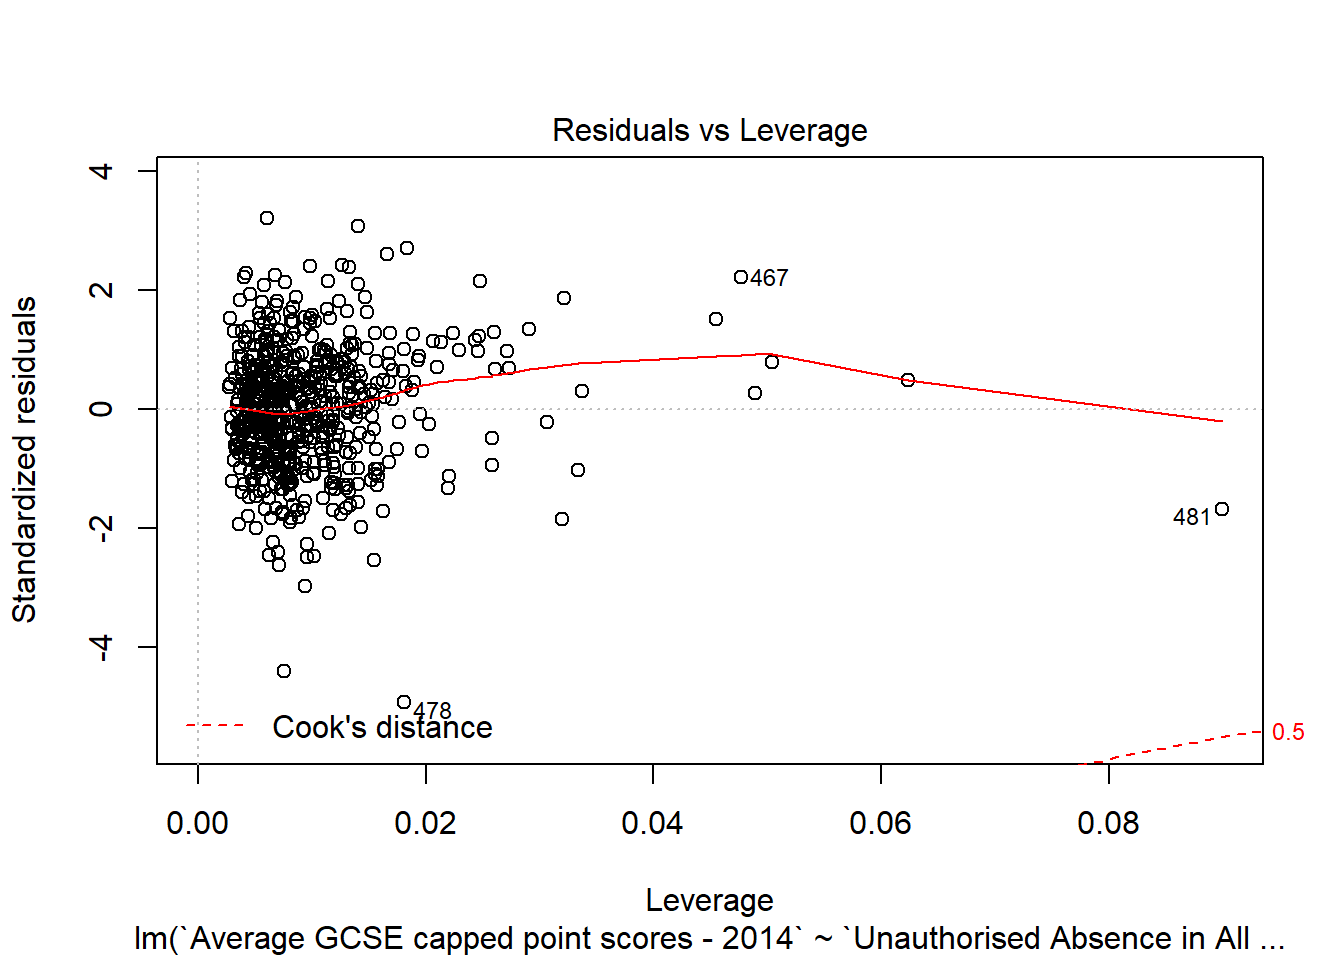 Residuals vs Leverage
4
2
0
-2
-4
Standardized residuals
467
481
478
Cook's distance
0.5
0.00 0.02 0.04 0.06 0.08
Leverage
lm(`Average GCSE capped point scores - 2014` ~ `Unauthorised Absence in All ...